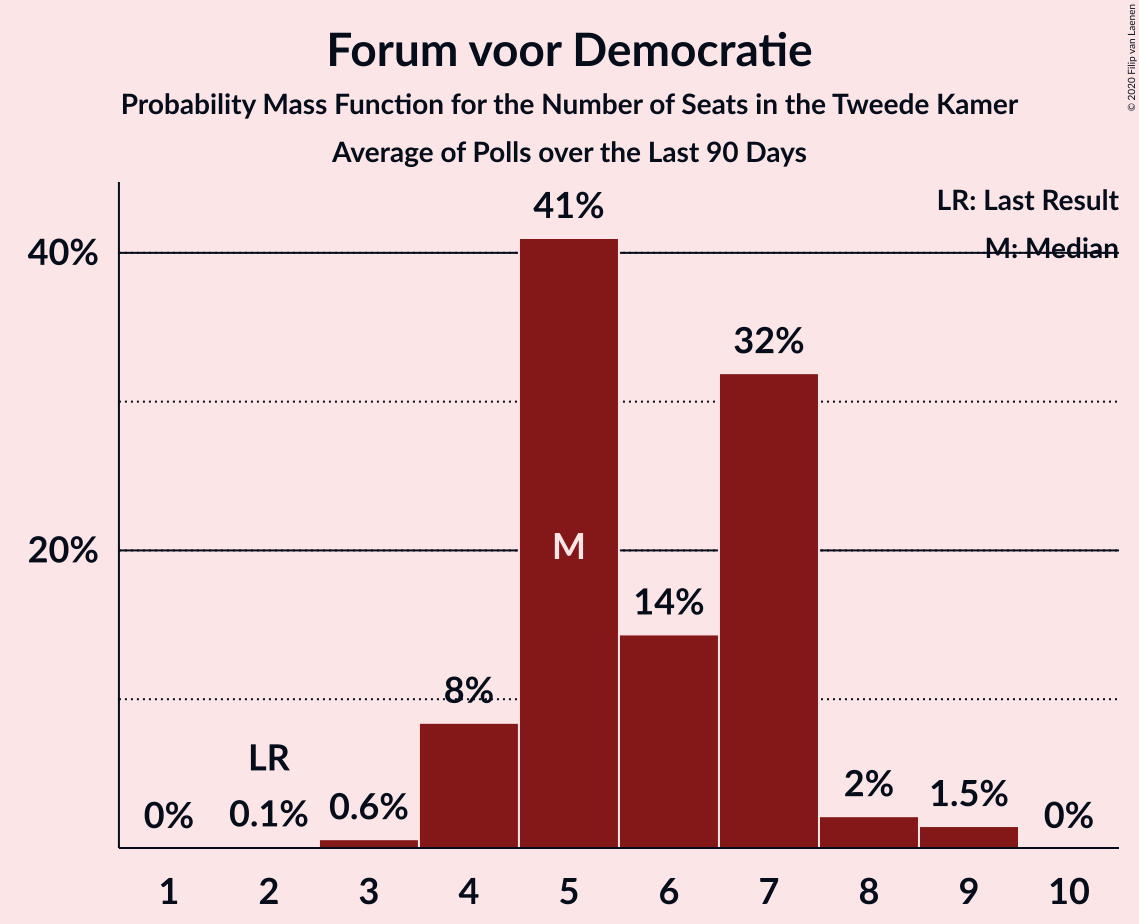 Forum voor Democratie
Probability Mass Function for the Number of Seats in the Tweede Kamer
Average of Polls over the Last 90 Days
© 2020 Filip van Laenen
LR: Last Result
M: Median
41%
40%
32%
M
20%
14%
8%
LR
0%
0.1%
0.6%
2%
1.5%
0%
1 2 3 4 5 6 7 8 9 10